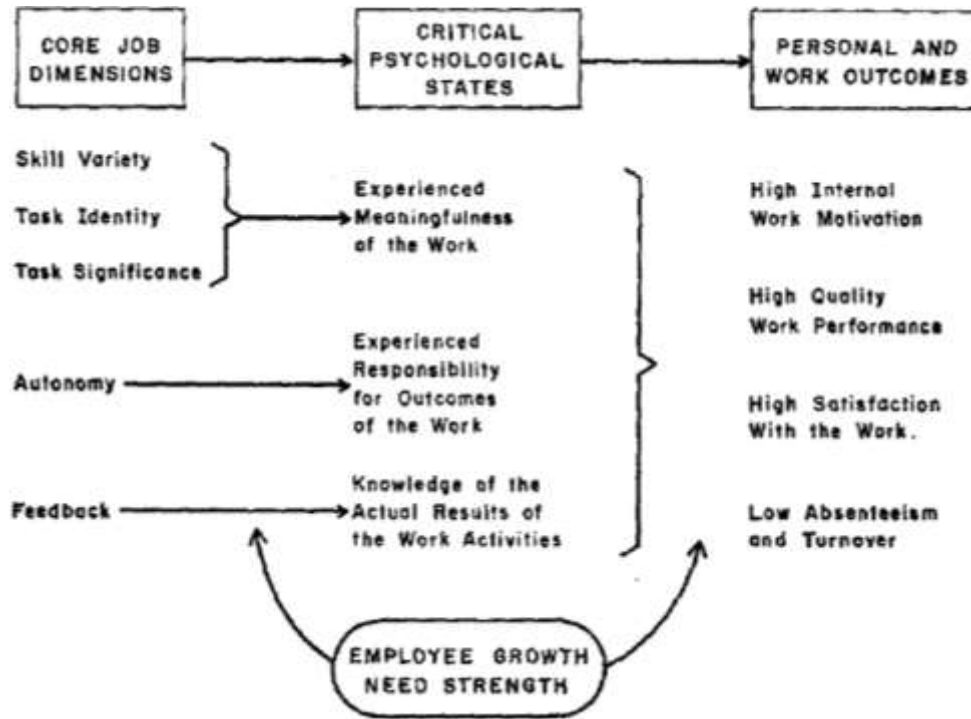 CORE JOB
DIMENSIONS
CRITICAL
PSYCHOLOGICAL
STATES
PERSONAL AND
WORK OUTCOMES
Skill Variety
Task Identity
Task Significance
Experienced
Meaningfulness
of the Work
High Internal
Work Motivation
High Quality
Work Performance
Autonomy
Experienced
Responsibility
for Outcomes
of the Work
High Satisfaction
With the Work.
Feedback
Knowledge of the
Actual Results of
the Work Activities
Low Absenteeism
and Turnover
EMPLOYEE GROWTH
NEED STRENGTH